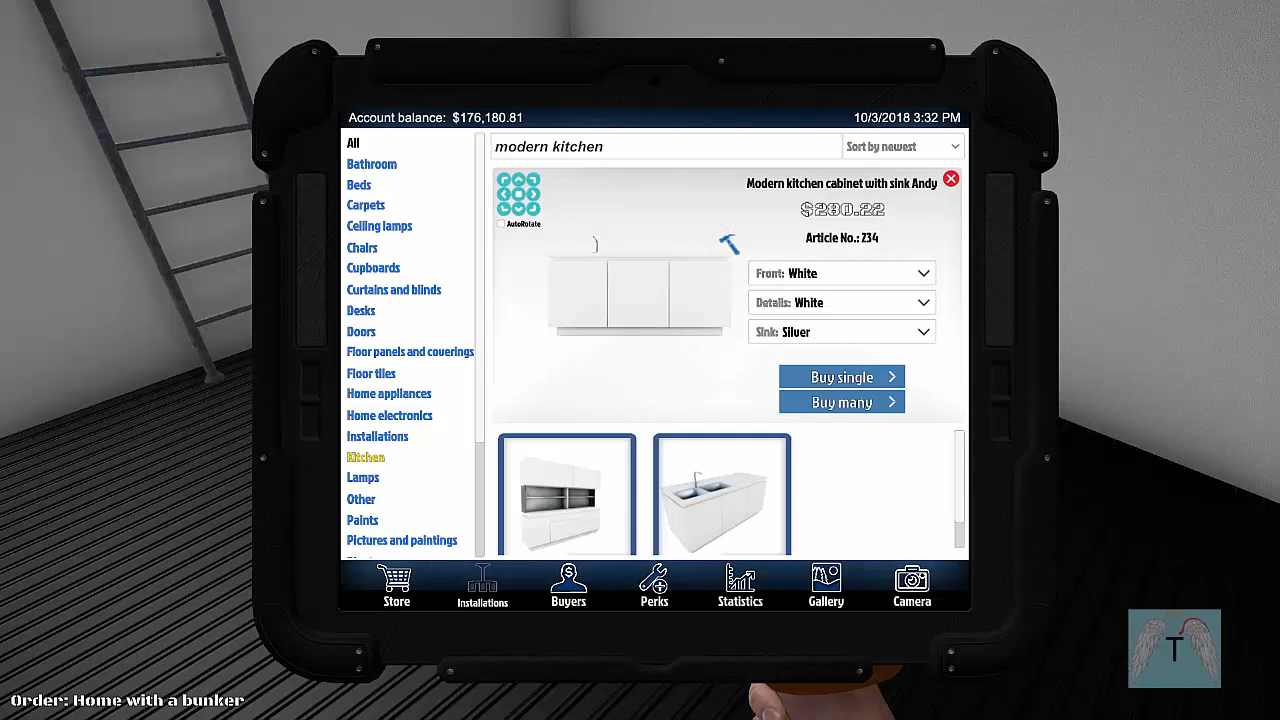 Account balance: $176,180.81
10/3/2018 3:32 PM
All
Bathroom
Beds
Carpets
Ceiling lamps
Chairs
Cupboards
Curtains and blinds
Desks
Doors
Floor panels and coverings
Floor tiles
Home appliances
Home electronics
Installations
Kitchen
Lamps
Other
Paints
Pictures and paintings
modern kitchen
Sort by newest
AutoRotate
Modern kitchen cabinet with sink Andy
$280.22
Article No.: 234
Front: White
Details: White
Sink: Silver
Buy single
Buy many
Store
Installations
Buyers
Perks
Statistics
Gallery
Camera
Order: Home with a bunker
T